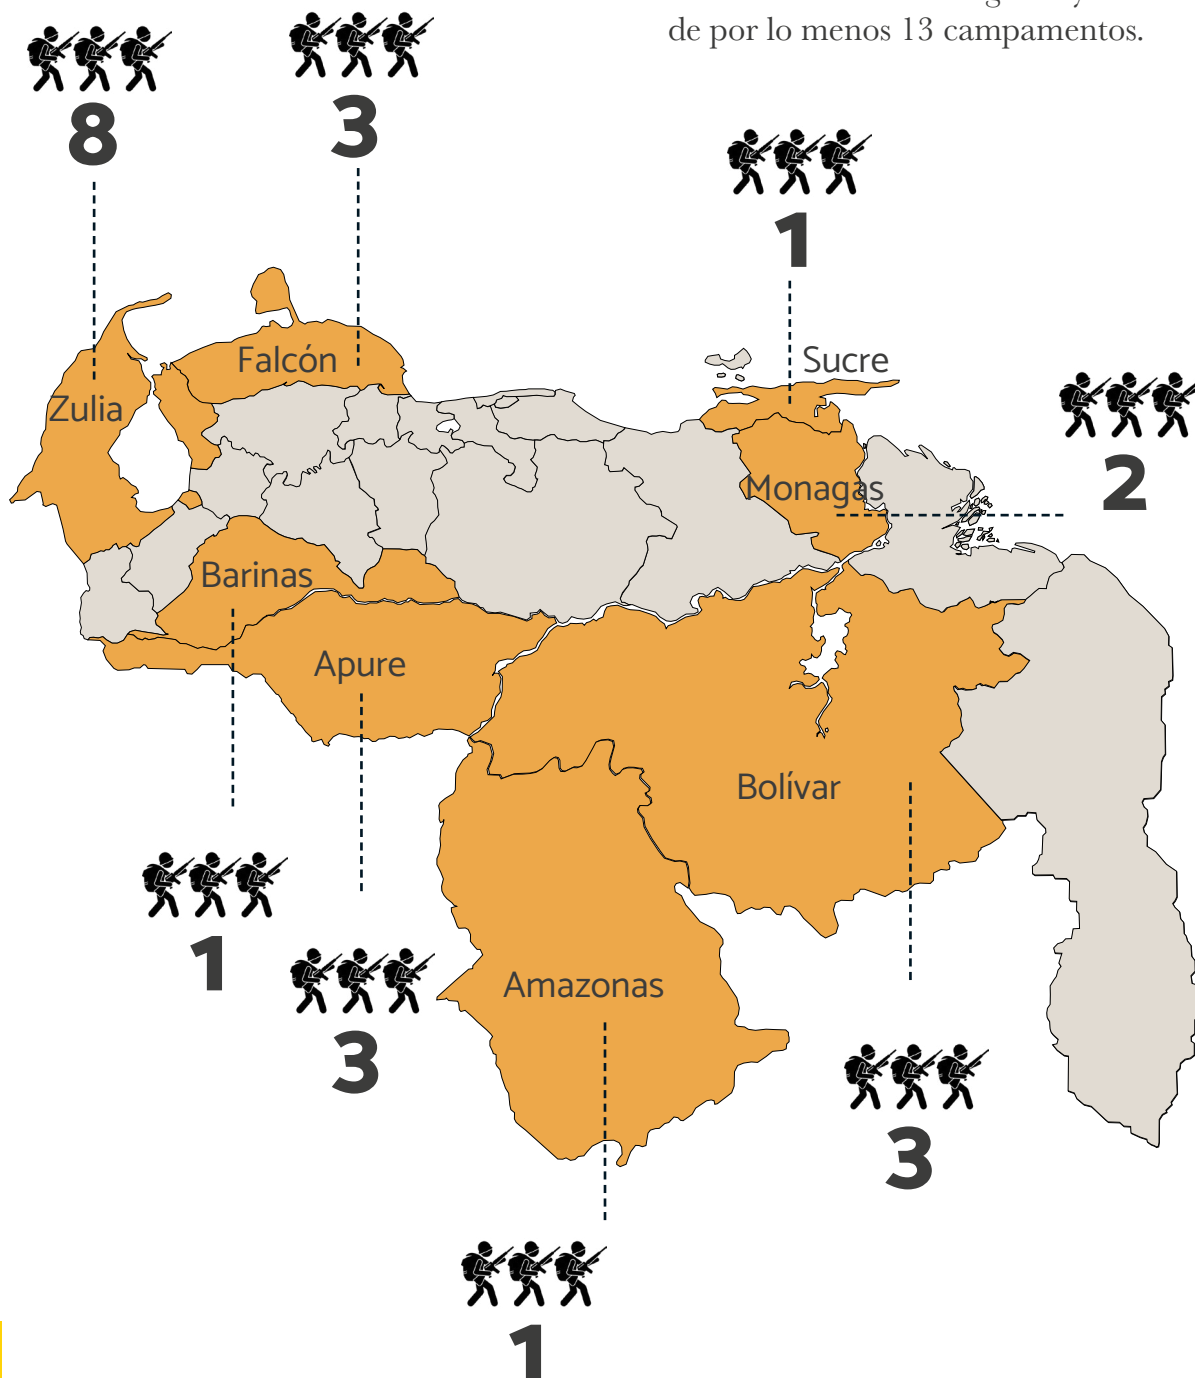 de por lo menos 13 campamentos.
8
3
1
Falcón
Sucre
Zulia
2
Monagas
Barinas
Apure
Bolívar
1
Amazonas
3
3
1